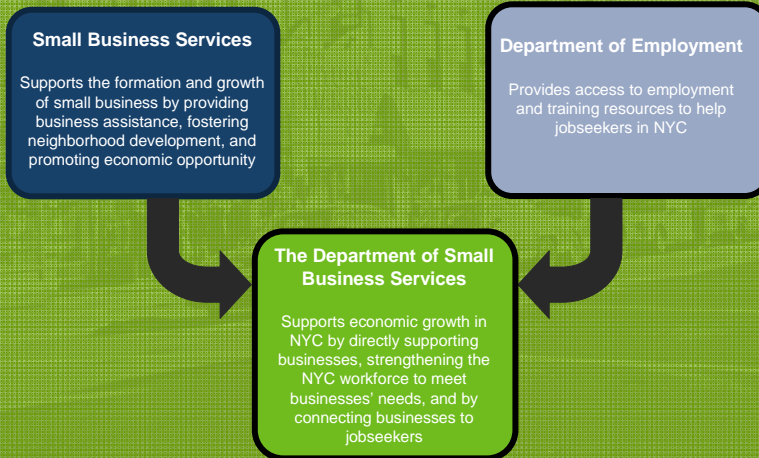 Small Business Services
Supports the formation and growth
of small business by providing
business assistance, fostering
neighborhood development, and
promoting economic opportunity
Department of Employment
Provides access to employment
and training resources to help
jobseekers in NYC
The Department of Small
Business Services
Supports economic growth in
NYC by directly supporting
businesses, strengthening the
NYC workforce to meet
businesses’ needs, and by
connecting businesses to
jobseekers